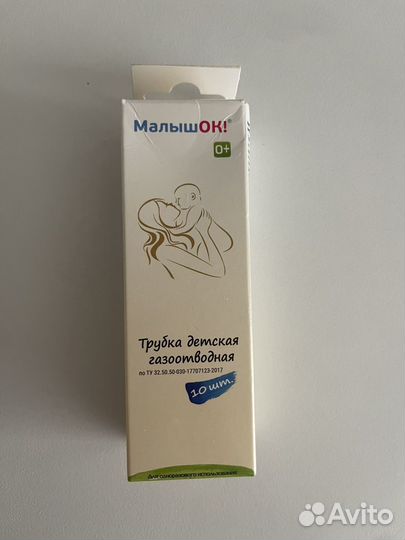 МалышОК!®
0+
Трубка детская
газоотводная
по ТУ 32.50.50-030-17707123-2017
10 шт.
Для одноразового использования
Avito